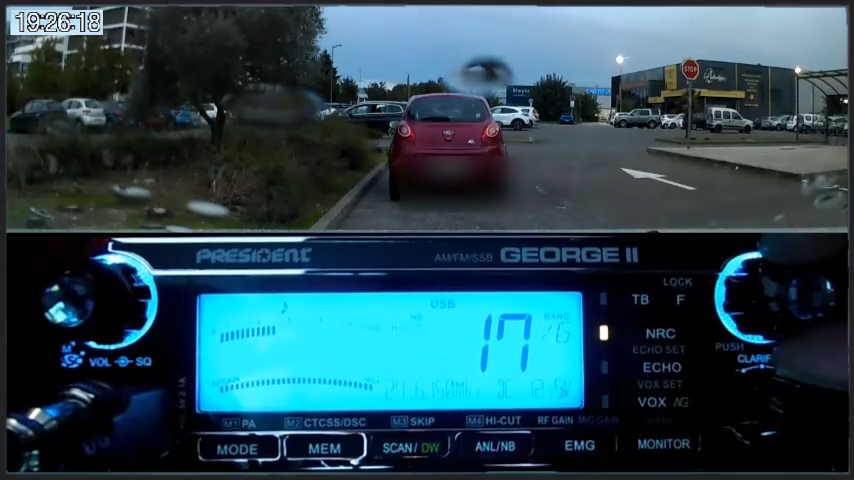 19:26:18
STOP
PRESIDENT
AM/FM/SSB GEORGE II
LOCK
TB F
USB
NB
BAND
17/G
NRC
ECHO SET
ECHO
VOX SET
VOX
VOL SQ
PUSH
CLARIF
M1 PA M2 CTCSS/DSC M3 SKIP M4 HI-CUT RF GAIN MIC GAIN
MODE MEM SCAN/DW ANL/NB EMG MONITOR